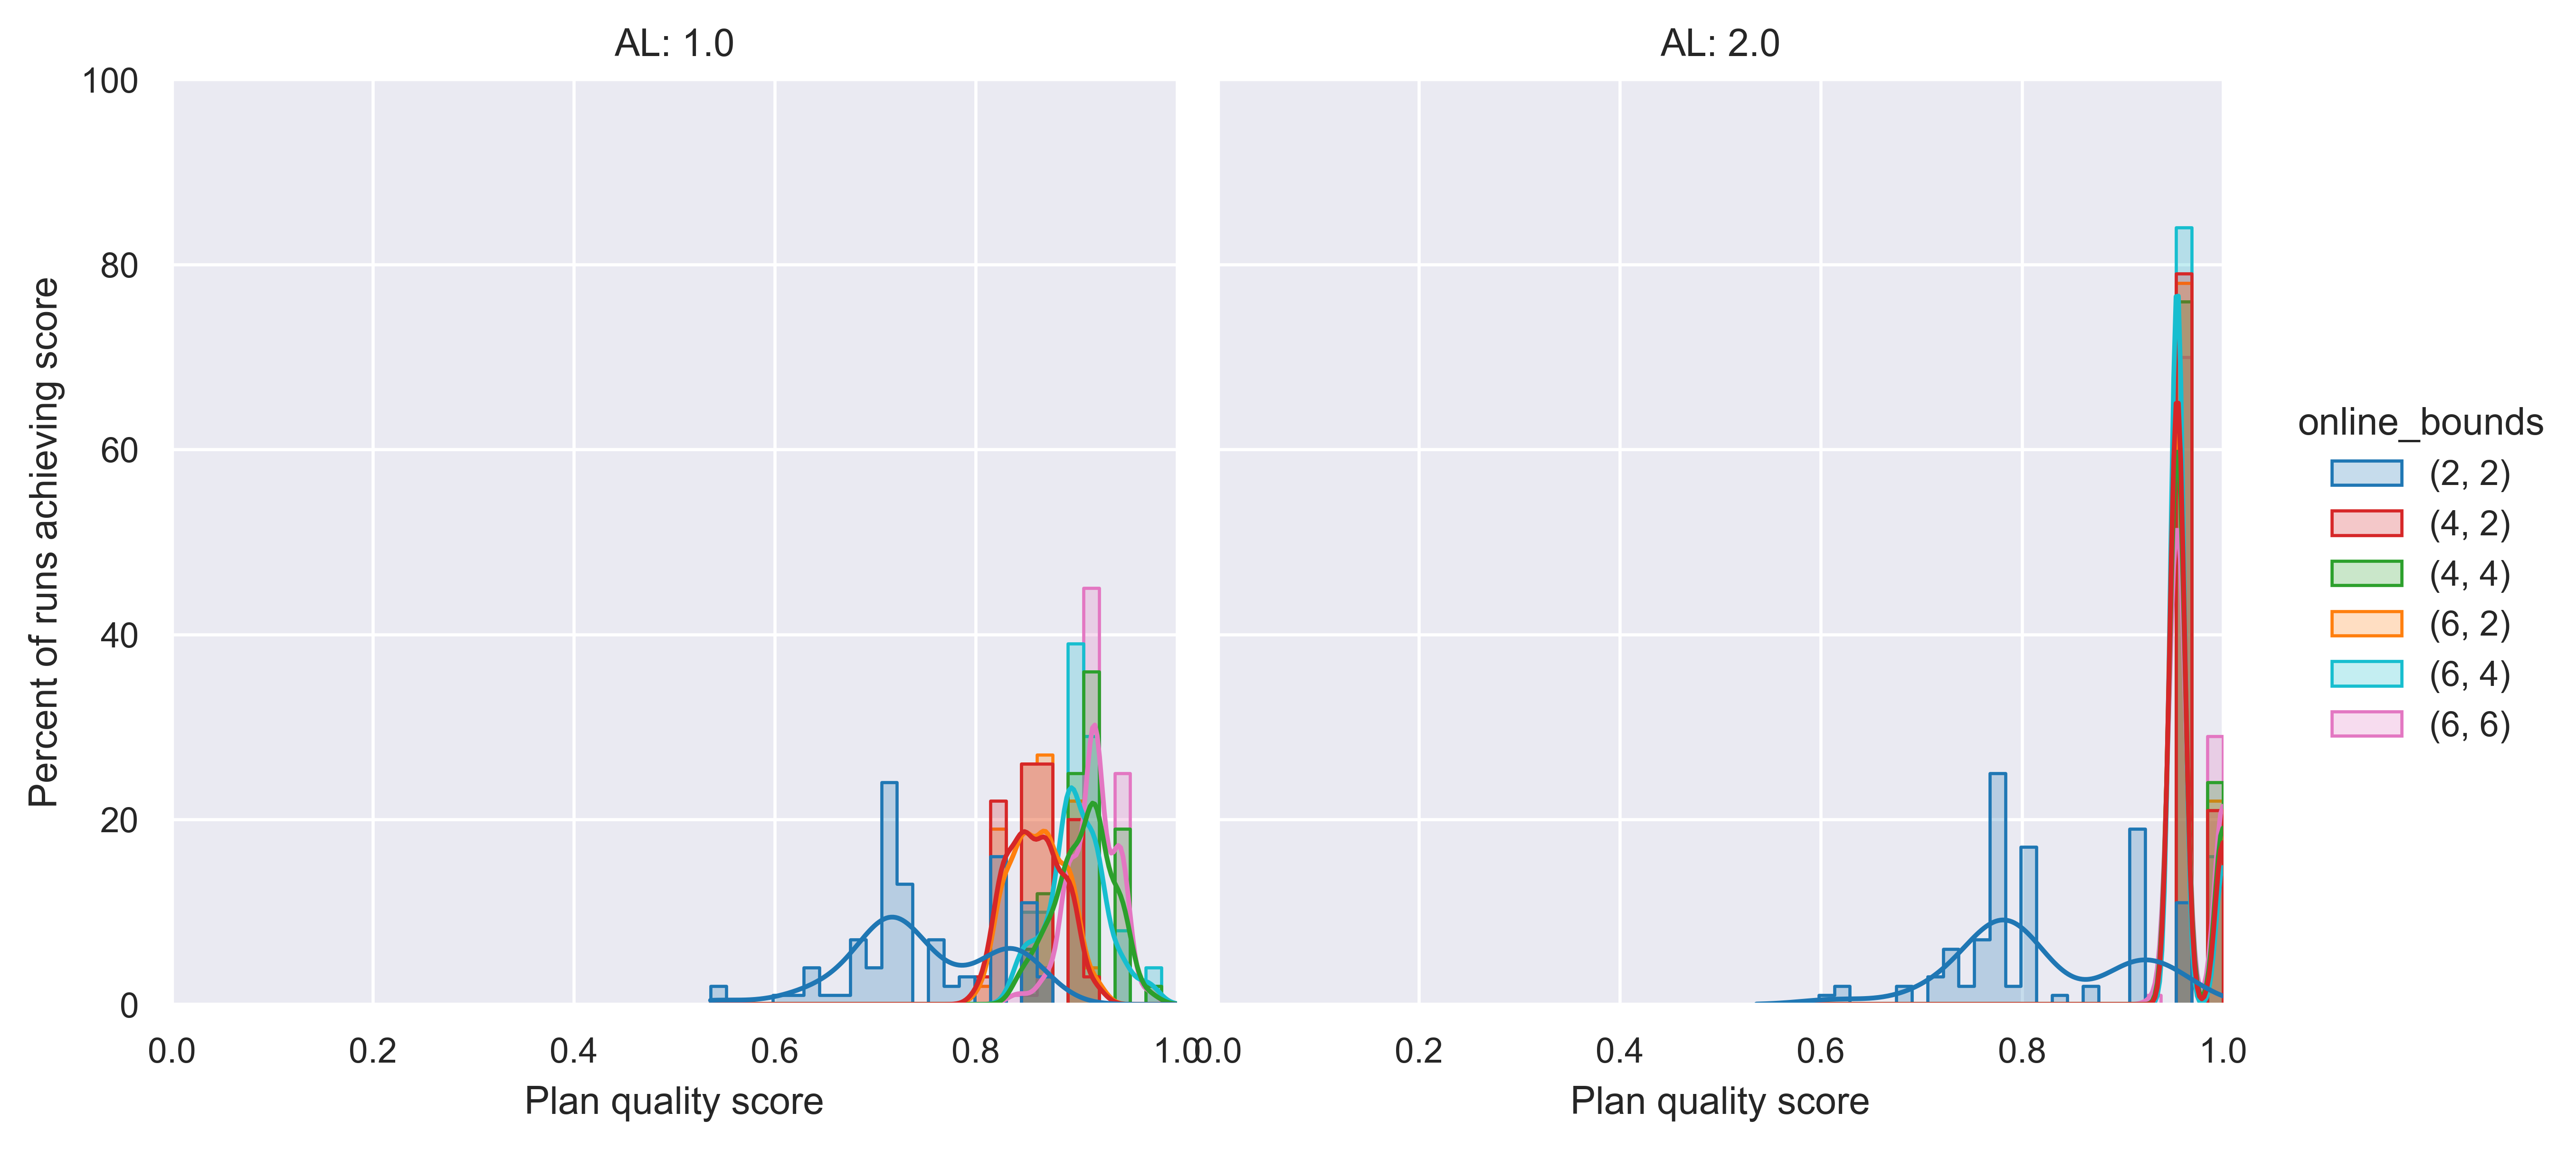 AL: 1.0
AL: 2.0
Percent of runs achieving score
100
80
60
40
20
0
0.0 0.2 0.4 0.6 0.8 1.0
0.0 0.2 0.4 0.6 0.8 1.0
Plan quality score
Plan quality score
online_bounds
(2, 2)
(4, 2)
(4, 4)
(6, 2)
(6, 4)
(6, 6)